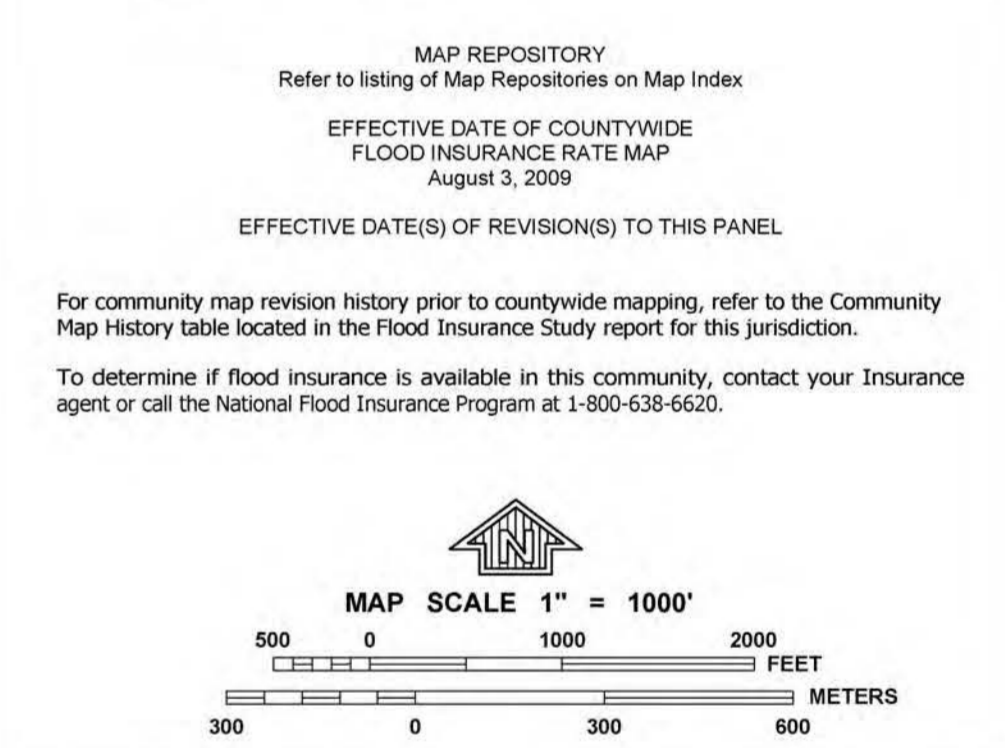 MAP REPOSITORY
Refer to listing of Map Repositories on Map Index
EFFECTIVE DATE OF COUNTYWIDE
FLOOD INSURANCE RATE MAP
August 3, 2009
EFFECTIVE DATE(S) OF REVISION(S) TO THIS PANEL
For community map revision history prior to countywide mapping, refer to the Community
Map History table located in the Flood Insurance Study report for this jurisdiction.
To determine if flood insurance is available in this community, contact your Insurance
agent or call the National Flood Insurance Program at 1-800-638-6620.
N
MAP SCALE 1" = 1000'
500 0 1000 2000
FEET
METERS
300 0 300 600